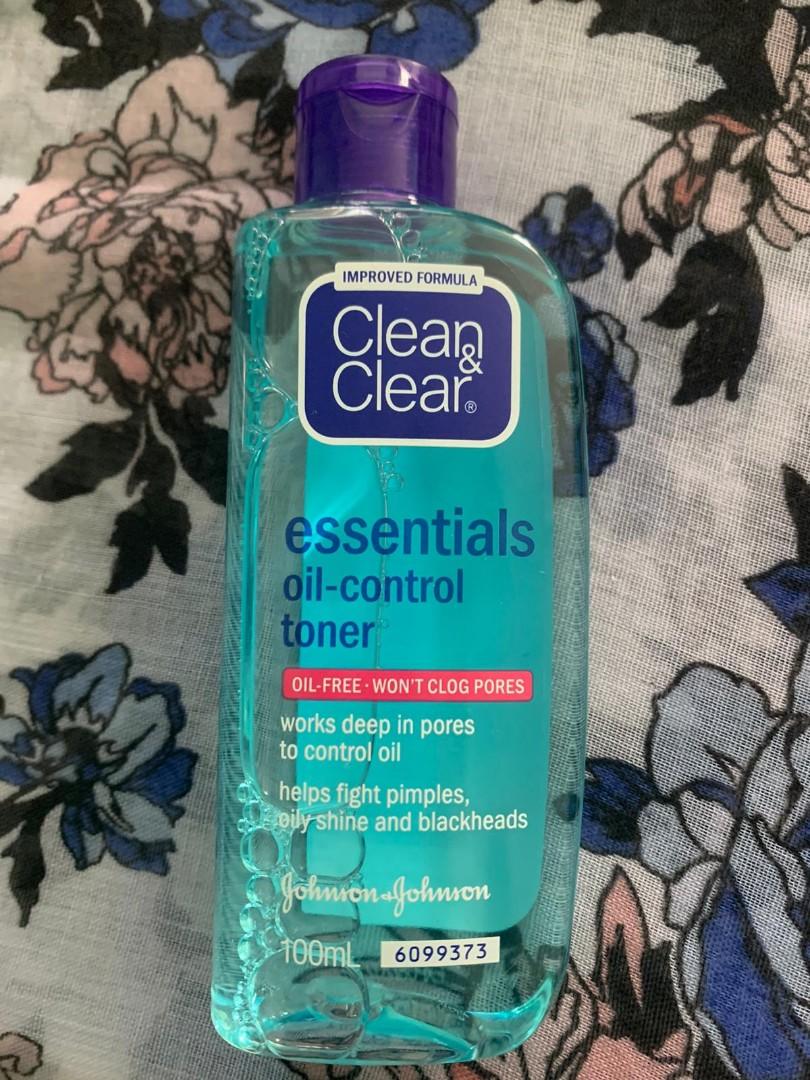 IMPROVED FORMULA
Clean
&
Clear®
essentials
oil-control
toner
OIL-FREE · WON'T CLOG PORES
works deep in pores
to control oil
helps fight pimples,
oily shine and blackheads
Johnson & Johnson
100mL 6099373